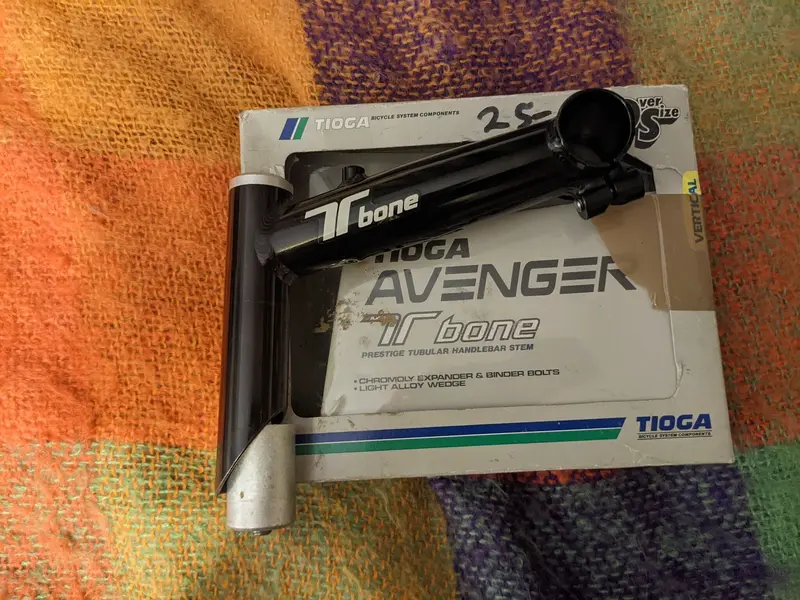 TIOGA BICYCLE SYSTEM COMPONENTS
25-
Over Size
VERTICAL
T bone
TIOGA
AVENGER
T bone
PRESTIGE TUBULAR HANDLEBAR STEM
• CHROMOLY EXPANDER & BINDER BOLTS
• LIGHT ALLOY WEDGE
TIOGA
BICYCLE SYSTEM COMPONENTS